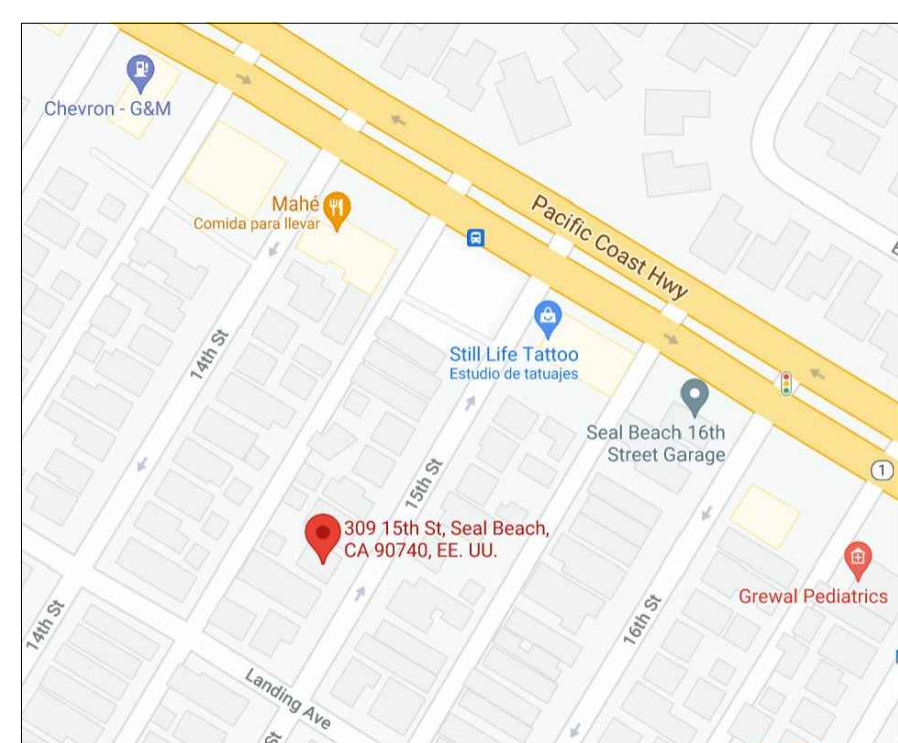 Chevron - G&M
Mahé
Comida para llevar
Pacific Coast Hwy
14th St
Still Life Tattoo
Estudio de tatuajes
Seal Beach 16th
Street Garage
1
15th St
309 15th St, Seal Beach,
CA 90740, EE. UU.
Grewal Pediatrics
14th St
16th St
Landing Ave
St